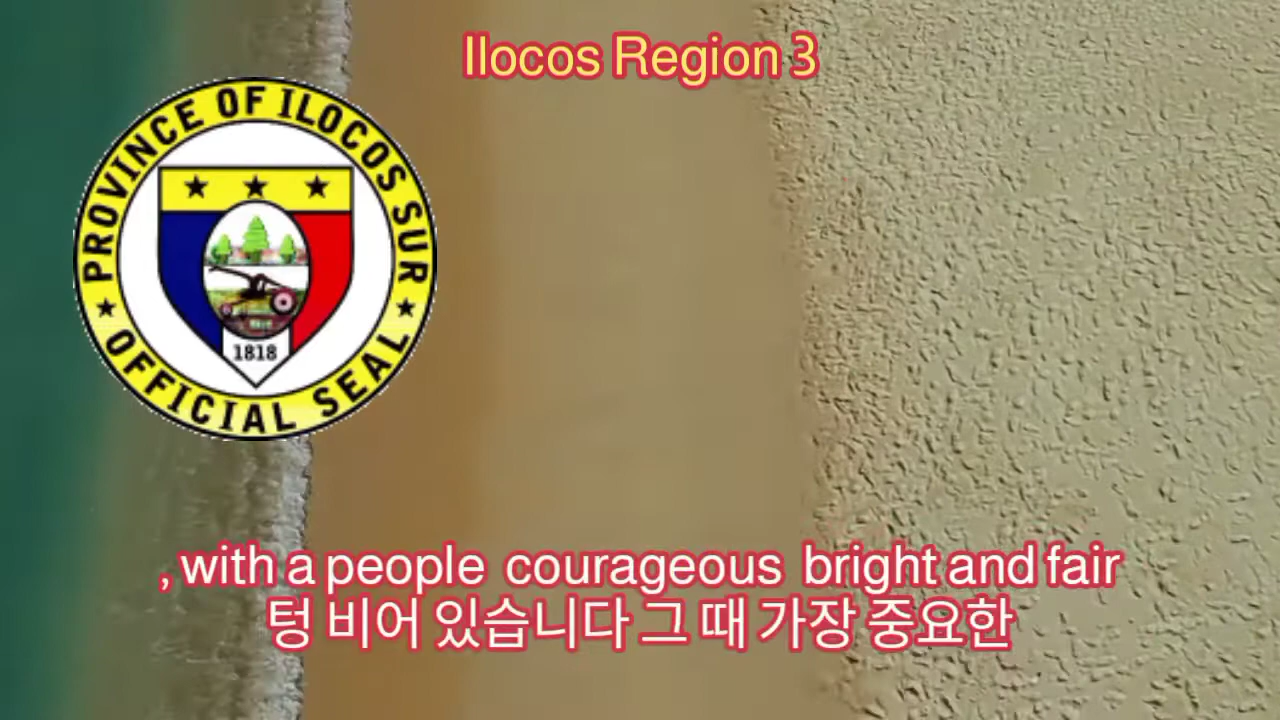 Ilocos Region 3
PROVINCE OF ILOCOS SUR
OFFICIAL SEAL
1818
, with a people courageous bright and fair
텅 비어 있습니다 그 때 가장 중요한